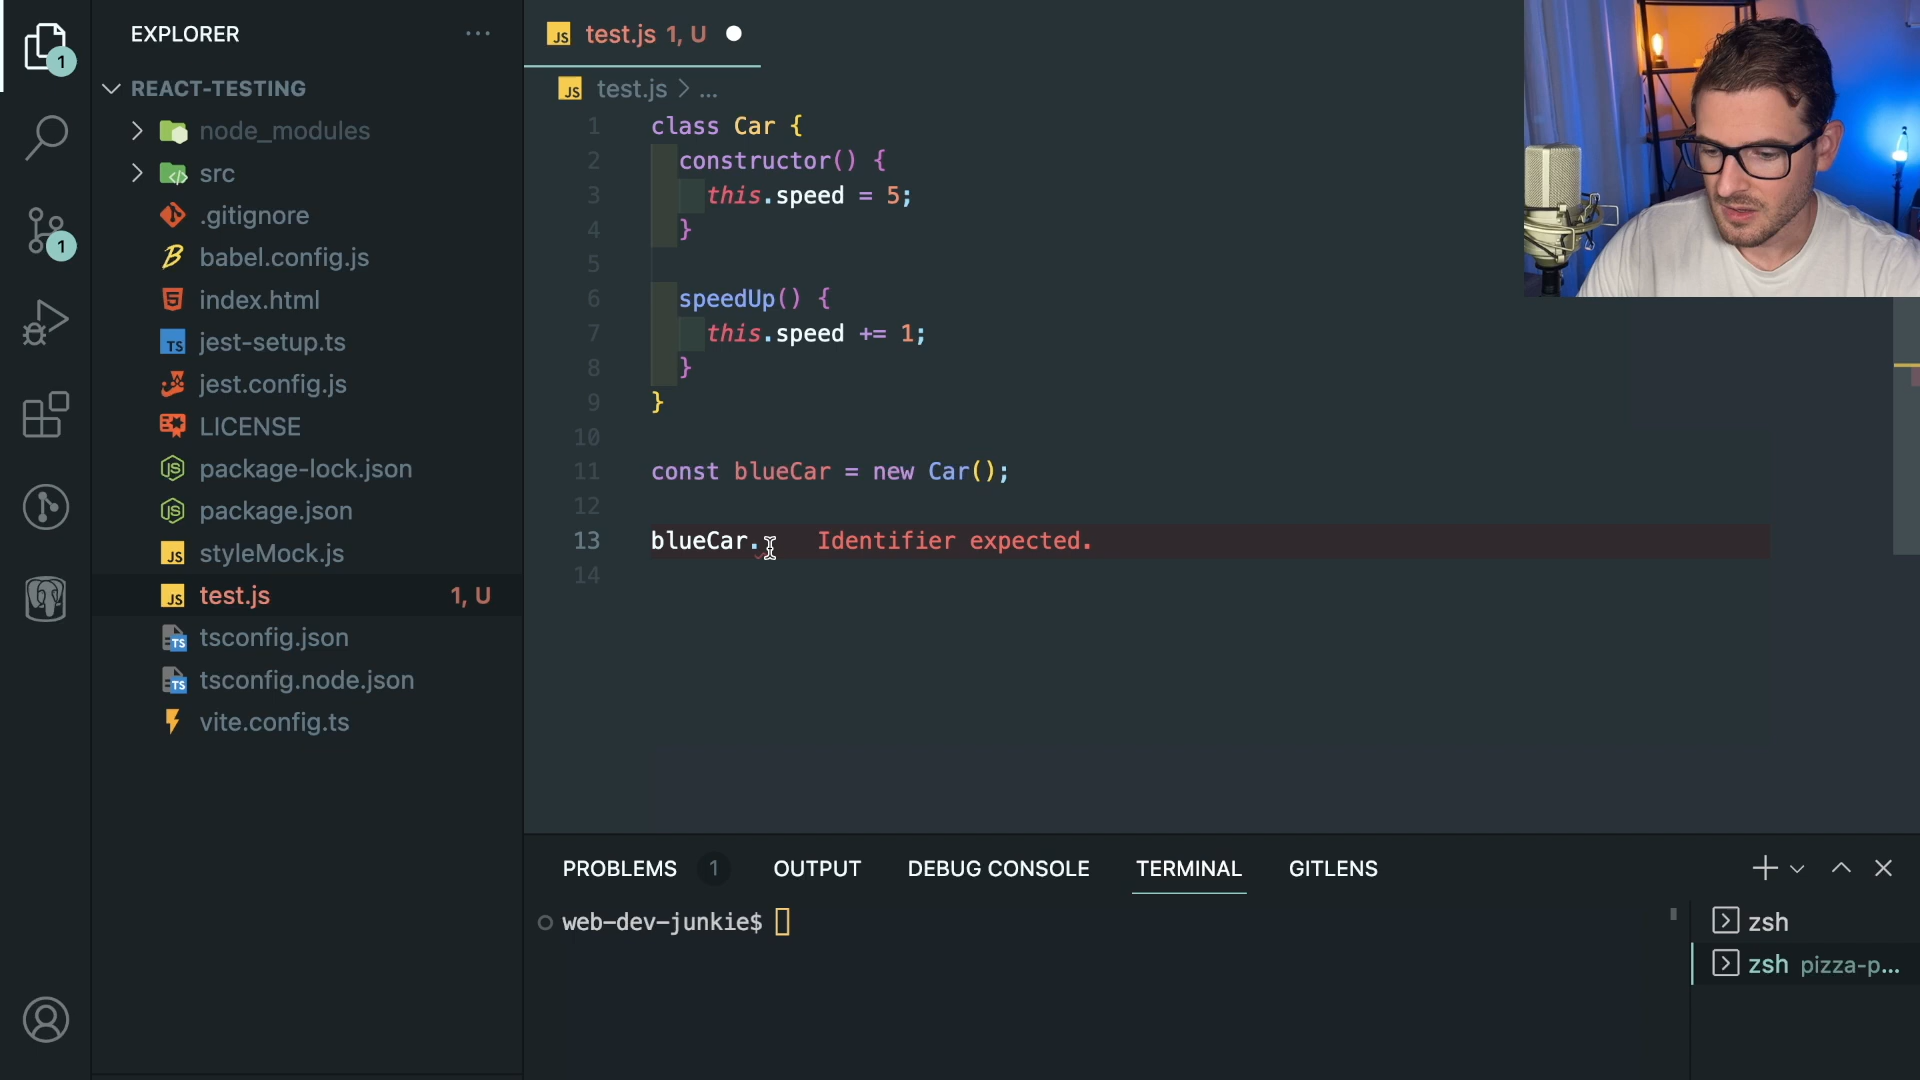 EXPLORER
REACT-TESTING
node_modules
src
.gitignore
babel.config.js
index.html
jest-setup.ts
jest.config.js
LICENSE
package-lock.json
package.json
styleMock.js
test.js 1, U
tsconfig.json
tsconfig.node.json
vite.config.ts
1
1
JS test.js 1, U
JS test.js > ...
1 class Car {
2 constructor() {
3 this.speed = 5;
4 }
5
6 speedUp() {
7 this.speed += 1;
8 }
9 }
10
11 const blueCar = new Car();
12
13 blueCar. Identifier expected.
14
PROBLEMS 1 OUTPUT DEBUG CONSOLE TERMINAL GITLENS
web-dev-junkie$
zsh
zsh pizza-p...